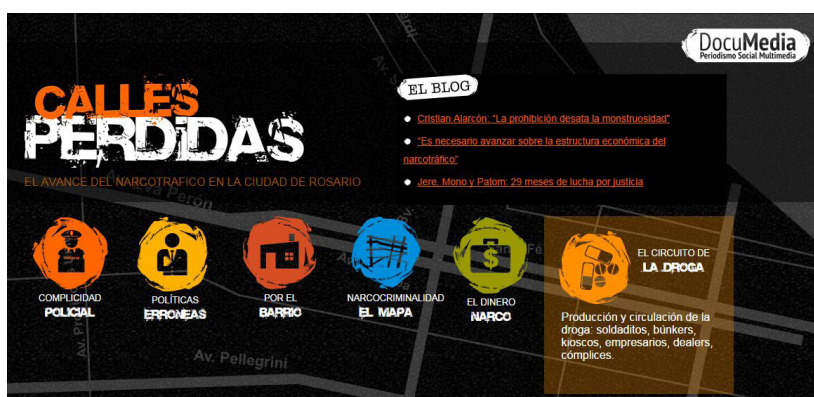 DocuMedia
Periodismo Social Multimedia
CALLES
PERDiDAS
EL AVANCE DEL NARCOTRAFICO EN LA CIUDAD DE ROSARIO
EL BLOG
Cristian Alarcón: "La prohibición desata la monstruosidad"
"Es necesario avanzar sobre la estructura económica del
narcotráfico"
Jere, Mono y Patom: 29 meses de lucha por justicia
COMPLICIDAD
POLICIAL
POLÍTICAS
ERRONEAS
POR EL
BARRIO
NARCOCRIMINALIDAD
EL MAPA
EL DINERO
NARCO
EL CIRCUITO DE
LA DROGA
Producción y circulación de la
droga: soldaditos, búnkers,
kioscos, empresarios, dealers,
cómplices.
Av. Pellegrini